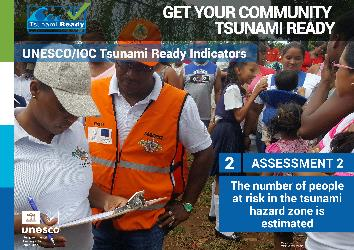 Tsunami Ready
GET YOUR COMMUNITY
TSUNAMI READY
UNESCO/IOC Tsunami Ready Indicators
2 ASSESSMENT 2
The number of people
at risk in the tsunami
hazard zone is
estimated
unesco